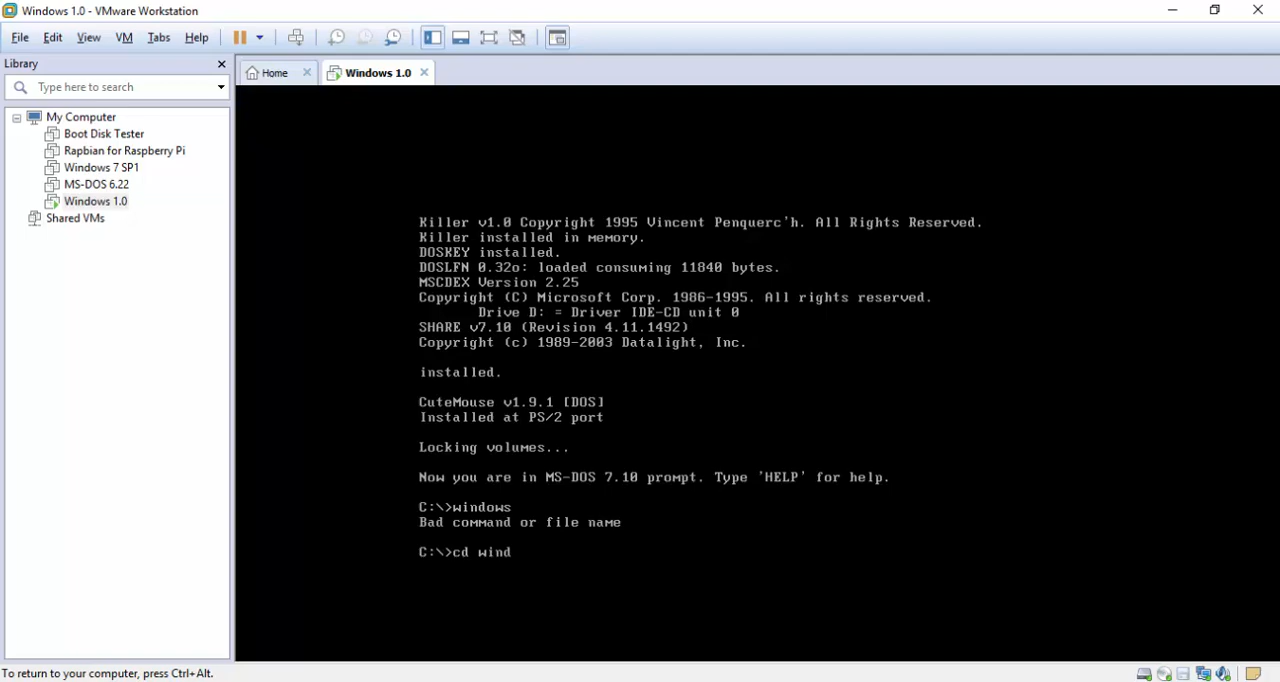 Windows 1.0 - VMware Workstation
File Edit View VM Tabs Help
Library
Type here to search
Home
Windows 1.0
My Computer
Boot Disk Tester
Rapbian for Raspberry Pi
Windows 7 SP1
MS-DOS 6.22
Windows 1.0
Shared VMs
Killer v1.0 Copyright 1995 Vincent Penquerc'h. All Rights Reserved.
Killer installed in memory.
DOSKEY installed.
DOSLFN 0.32o: loaded consuming 11840 bytes.
MSCDEX Version 2.25
Copyright (C) Microsoft Corp. 1986-1995. All rights reserved.
Drive D: = Driver IDE-CD unit 0
SHARE v7.10 (Revision 4.11.1492)
Copyright (c) 1989-2003 Datalight, Inc.
installed.
CuteMouse v1.9.1 [DOS]
Installed at PS/2 port
Locking volumes...
Now you are in MS-DOS 7.10 prompt. Type 'HELP' for help.
C:\>windows
Bad command or file name
C:\>cd wind
To return to your computer, press Ctrl+Alt.